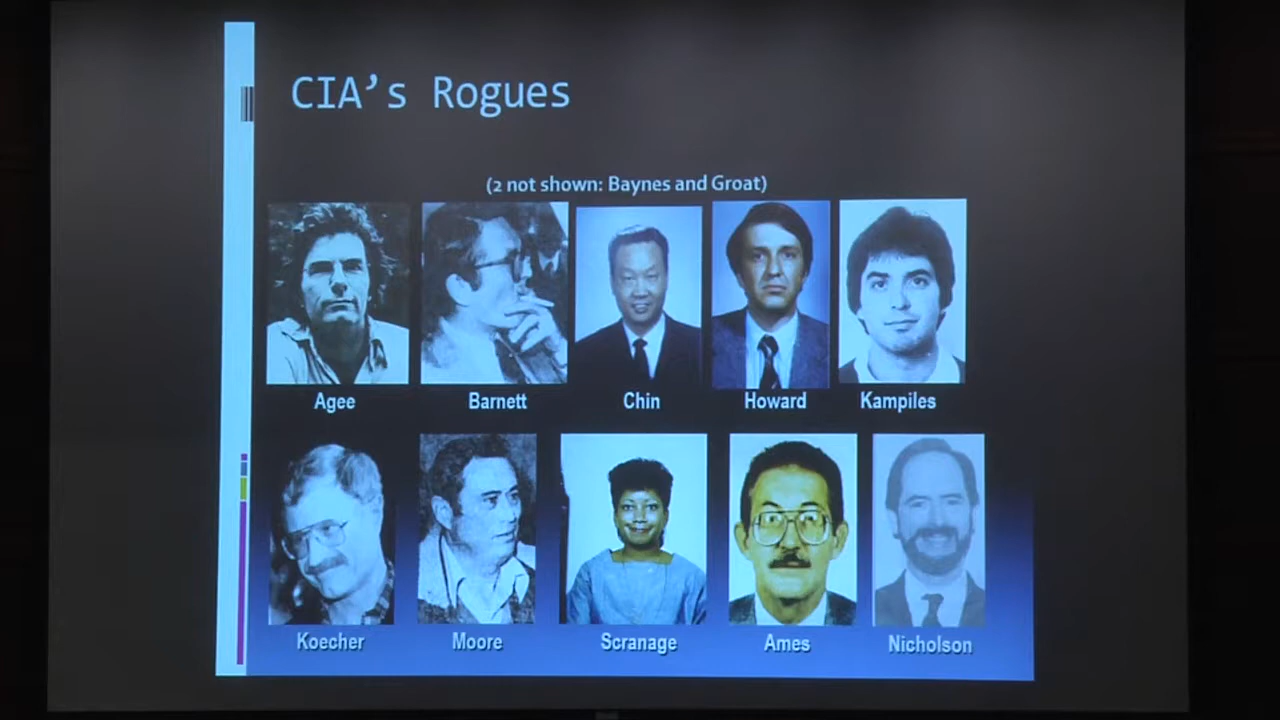 CIA's Rogues
(2 not shown: Baynes and Groat)
Agee Barnett Chin Howard Kampiles
Koecher Moore Scranage Ames Nicholson